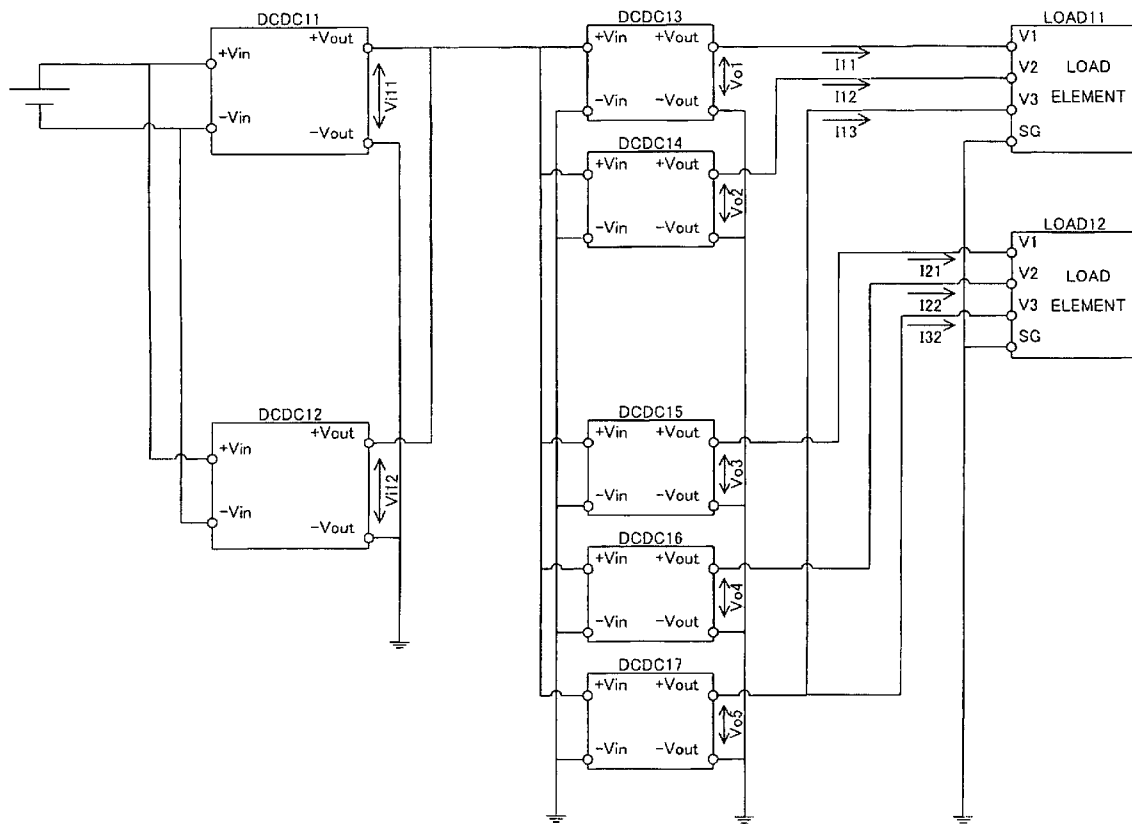 DCDC11
+Vin
+Vout
-Vin
-Vout
Vi11
DCDC12
+Vin
+Vout
-Vin
-Vout
Vi12
DCDC13
+Vin
+Vout
-Vin
-Vout
Vo1
DCDC14
+Vin
+Vout
-Vin
-Vout
Vo2
DCDC15
+Vin
+Vout
-Vin
-Vout
Vo3
DCDC16
+Vin
+Vout
-Vin
-Vout
Vo4
DCDC17
+Vin
+Vout
-Vin
-Vout
Vo5
I11
I12
I13
LOAD11
V1
V2
V3
SG
LOAD
ELEMENT
I21
I22
I32
LOAD12
V1
V2
V3
SG
LOAD
ELEMENT